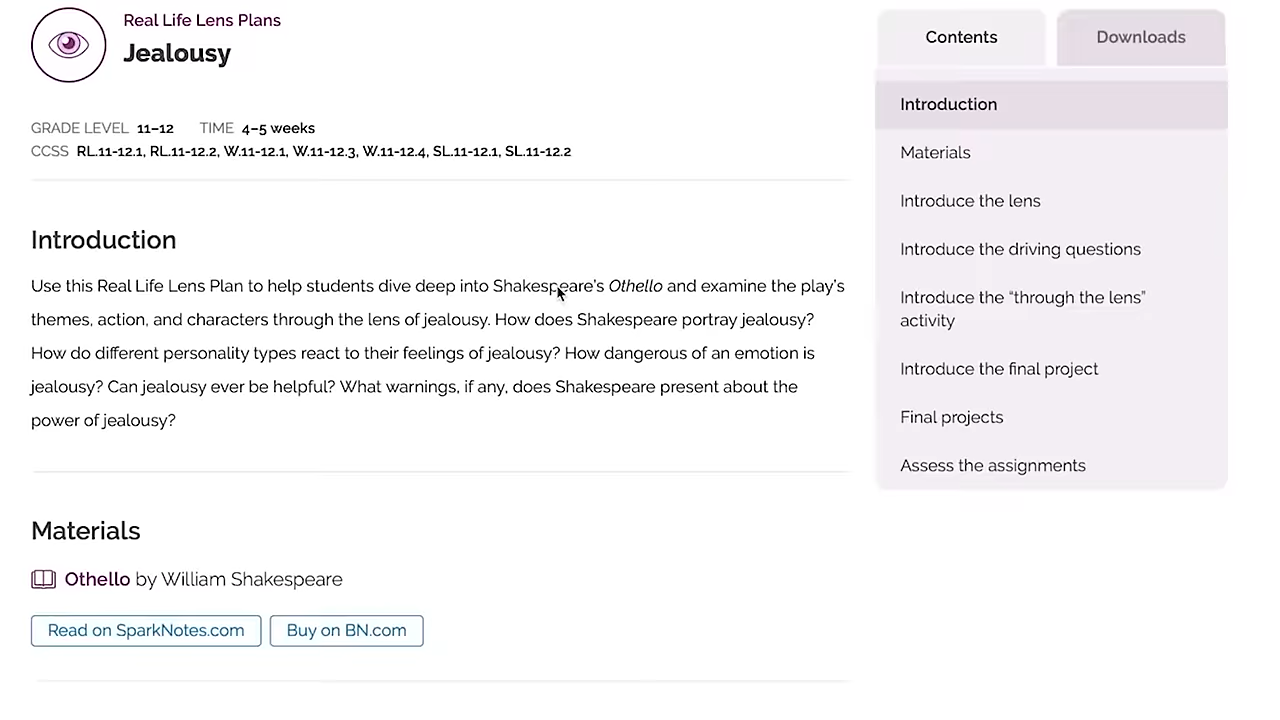 Real Life Lens Plans
Jealousy
GRADE LEVEL 11–12 TIME 4–5 weeks
CCSS RL.11-12.1, RL.11-12.2, W.11-12.1, W.11-12.3, W.11-12.4, SL.11-12.1, SL.11-12.2
Introduction
Use this Real Life Lens Plan to help students dive deep into Shakespeare's Othello and examine the play's
themes, action, and characters through the lens of jealousy. How does Shakespeare portray jealousy?
How do different personality types react to their feelings of jealousy? How dangerous of an emotion is
jealousy? Can jealousy ever be helpful? What warnings, if any, does Shakespeare present about the
power of jealousy?
Materials
Othello by William Shakespeare
Read on SparkNotes.com
Buy on BN.com
Contents
Downloads
Introduction
Materials
Introduce the lens
Introduce the driving questions
Introduce the “through the lens”
activity
Introduce the final project
Final projects
Assess the assignments